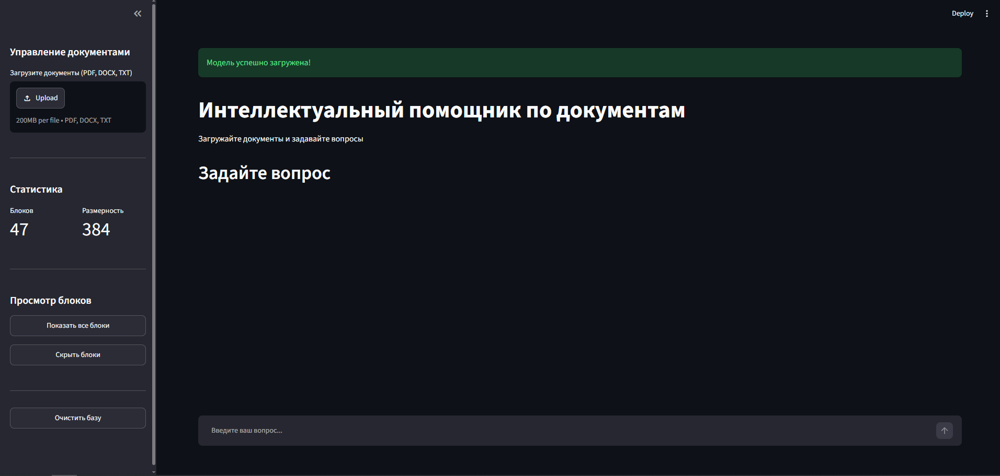 Управление документами
Загрузите документы (PDF, DOCX, TXT)
Upload
200MB per file • PDF, DOCX, TXT
Статистика
Блоков
Размерность
47
384
Просмотр блоков
Показать все блоки
Скрыть блоки
Очистить базу
Deploy
Модель успешно загружена!
Интеллектуальный помощник по документам
Загружайте документы и задавайте вопросы
Задайте вопрос
Введите ваш вопрос...